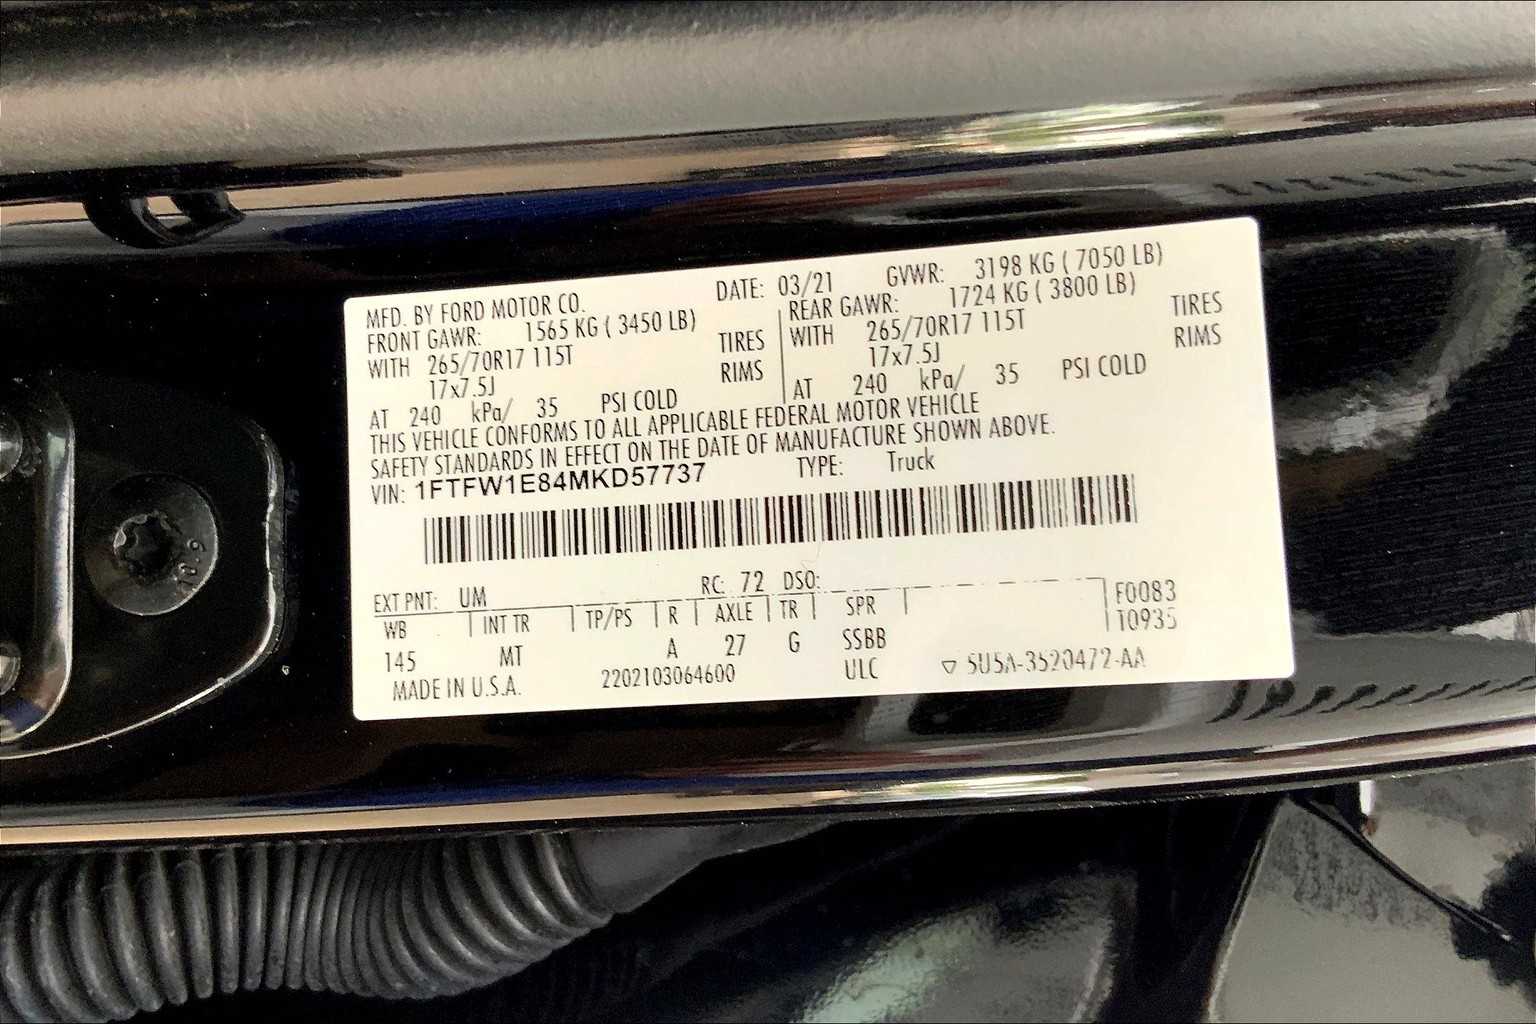 MFD. BY FORD MOTOR CO. DATE: 03/21 GVWR: 3198 KG ( 7050 LB)
FRONT GAWR: 1565 KG ( 3450 LB) REAR GAWR: 1724 KG ( 3800 LB)
WITH 265/70R17 115T TIRES WITH 265/70R17 115T TIRES
17x7.5J RIMS 17x7.5J RIMS
AT 240 kPa/ 35 PSI COLD AT 240 kPa/ 35 PSI COLD
THIS VEHICLE CONFORMS TO ALL APPLICABLE FEDERAL MOTOR VEHICLE
SAFETY STANDARDS IN EFFECT ON THE DATE OF MANUFACTURE SHOWN ABOVE.
VIN: 1FTFW1E84MKD57737 TYPE: Truck
EXT PNT: UM RC: 72 DSO: F0083
WB INT TR TP/PS R AXLE TR SPR T0935
145 MT A 27 G SSBB
MADE IN U.S.A. 2202103064600 ULC ▽ 5U5A-3520472-AA
10.9